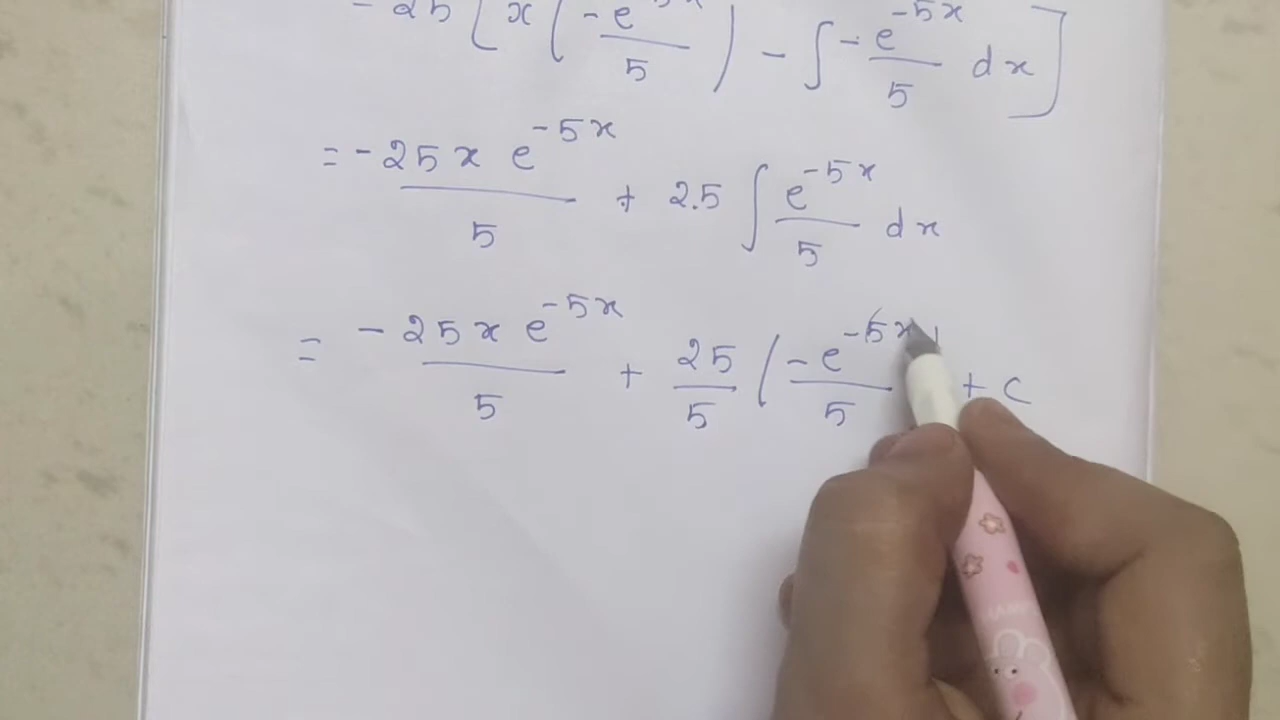 - 25 [ x ( -e^{-5x} / 5 ) - ∫ - e^{-5x} / 5 dx ]
= - 25 x e^{-5x} / 5 + 25 ∫ e^{-5x} / 5 dx
= - 25 x e^{-5x} / 5 + 25 / 5 ( -e^{-5x} / 5 + c